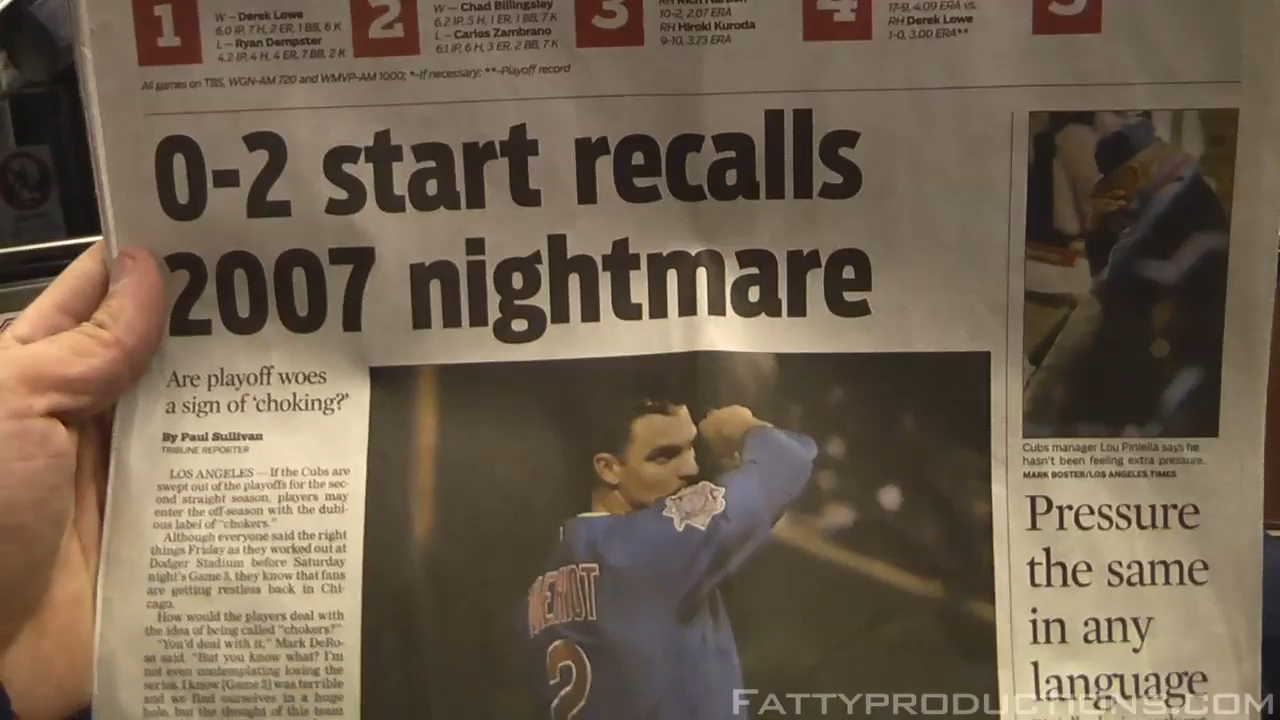 1
W – Derek Lowe
6.0 IP, 7 H, 2 ER, 1 BB, 6 K
L – Ryan Dempster
4.2 IP, 4 H, 4 ER, 7 BB, 2 K
2
W – Chad Billingsley
6.2 IP, 5 H, 1 ER, 1 BB, 7 K
L – Carlos Zambrano
6.1 IP, 6 H, 3 ER, 2 BB, 7 K
3
10-2, 2.07 ERA
RH Hiroki Kuroda
9-10, 3.73 ERA
4
17-9, 4.09 ERA vs.
RH Derek Lowe
1-0, 3.00 ERA**
5
All games on TBS, WGN-AM 720 and WMVP-AM 1000; *–If necessary; **–Playoff record
0-2 start recalls
2007 nightmare
Are playoff woes
a sign of ‘choking?’
By Paul Sullivan
TRIBUNE REPORTER
LOS ANGELES — If the Cubs are
swept out of the playoffs for the sec-
ond straight season, players may
enter the off-season with the dubi-
ous label of “chokers.”
Although everyone said the right
things Friday as they worked out at
Dodger Stadium before Saturday
night’s Game 3, they know that fans
are getting restless back in Chi-
cago.
How would the players deal with
the idea of being called “chokers?”
“You’d deal with it,” Mark DeRo-
sa said. “But you know what? I’m
not even contemplating losing the
series. I know [Game 2] was terrible
and we find ourselves in a huge
hole, but the thought of this team
2
Cubs manager Lou Piniella says he
hasn’t been feeling extra pressure.
MARK BOSTER/LOS ANGELES TIMES
Pressure
the same
in any
language
FATTYPRODUCTIONS.COM